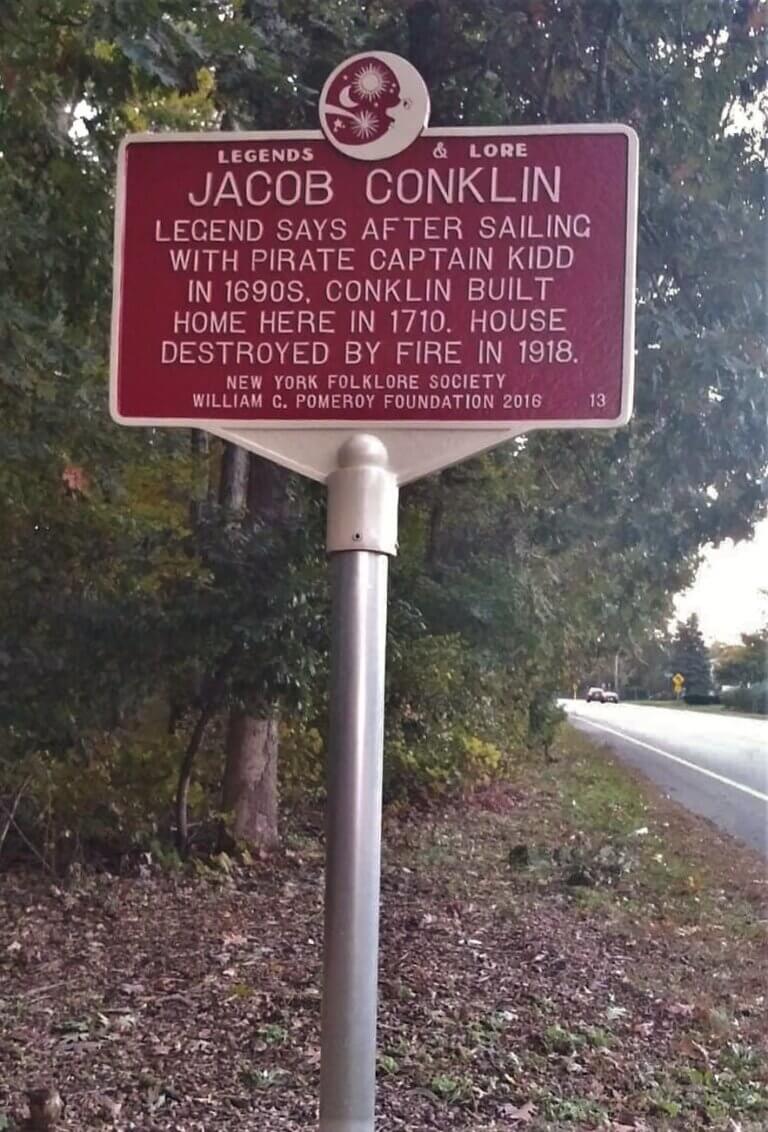 LEGENDS & LORE
JACOB CONKLIN
LEGEND SAYS AFTER SAILING
WITH PIRATE CAPTAIN KIDD
IN 1690S, CONKLIN BUILT
HOME HERE IN 1710. HOUSE
DESTROYED BY FIRE IN 1918.
NEW YORK FOLKLORE SOCIETY
WILLIAM G. POMEROY FOUNDATION 2016 13